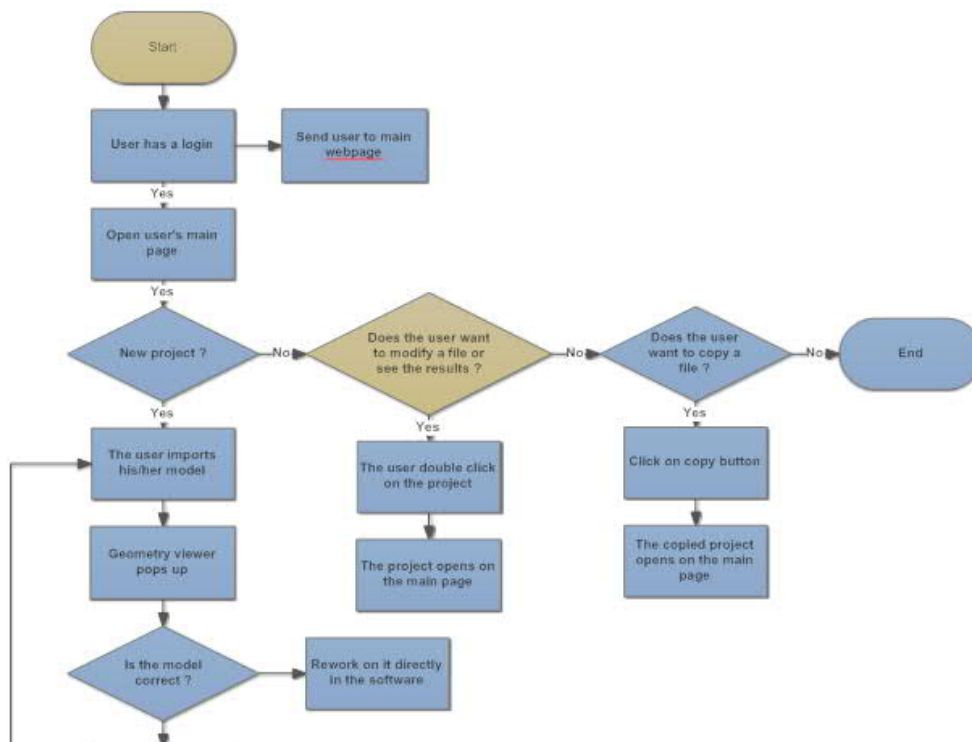 Start
User has a login
Send user to main
webpage
Yes
Open user's main
page
Yes
New project ?
No
Does the user want
to modify a file or
see the results ?
No
Does the user
want to copy a
file ?
No
End
Yes
Yes
Yes
The user imports
his/her model
The user double click
on the project
Click on copy button
Geometry viewer
pops up
The project opens on
the main page
The copied project
opens on the main
page
Is the model
correct ?
Rework on it directly
in the software